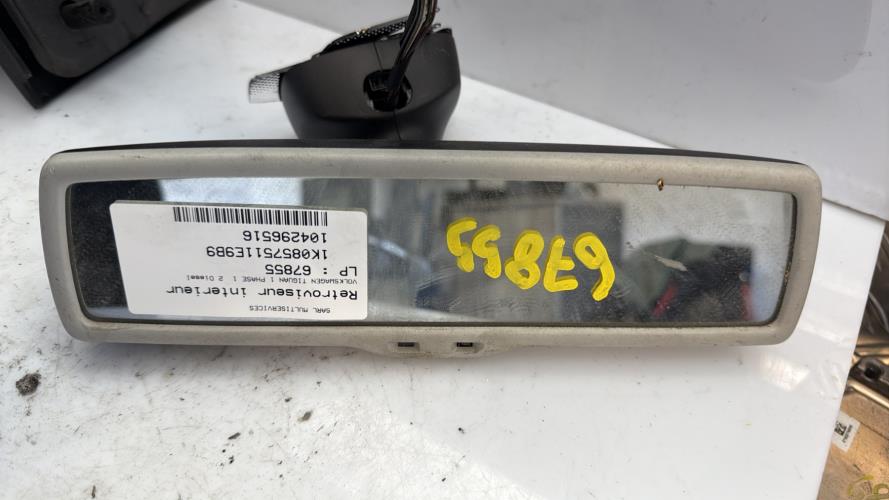 SARL MULTISERVICES
Retroviseur interieur
VOLKSWAGEN TIGUAN 1 PHASE 1 2 Diesel
LP : 67855
1K0857511E9B9
104296516
67855